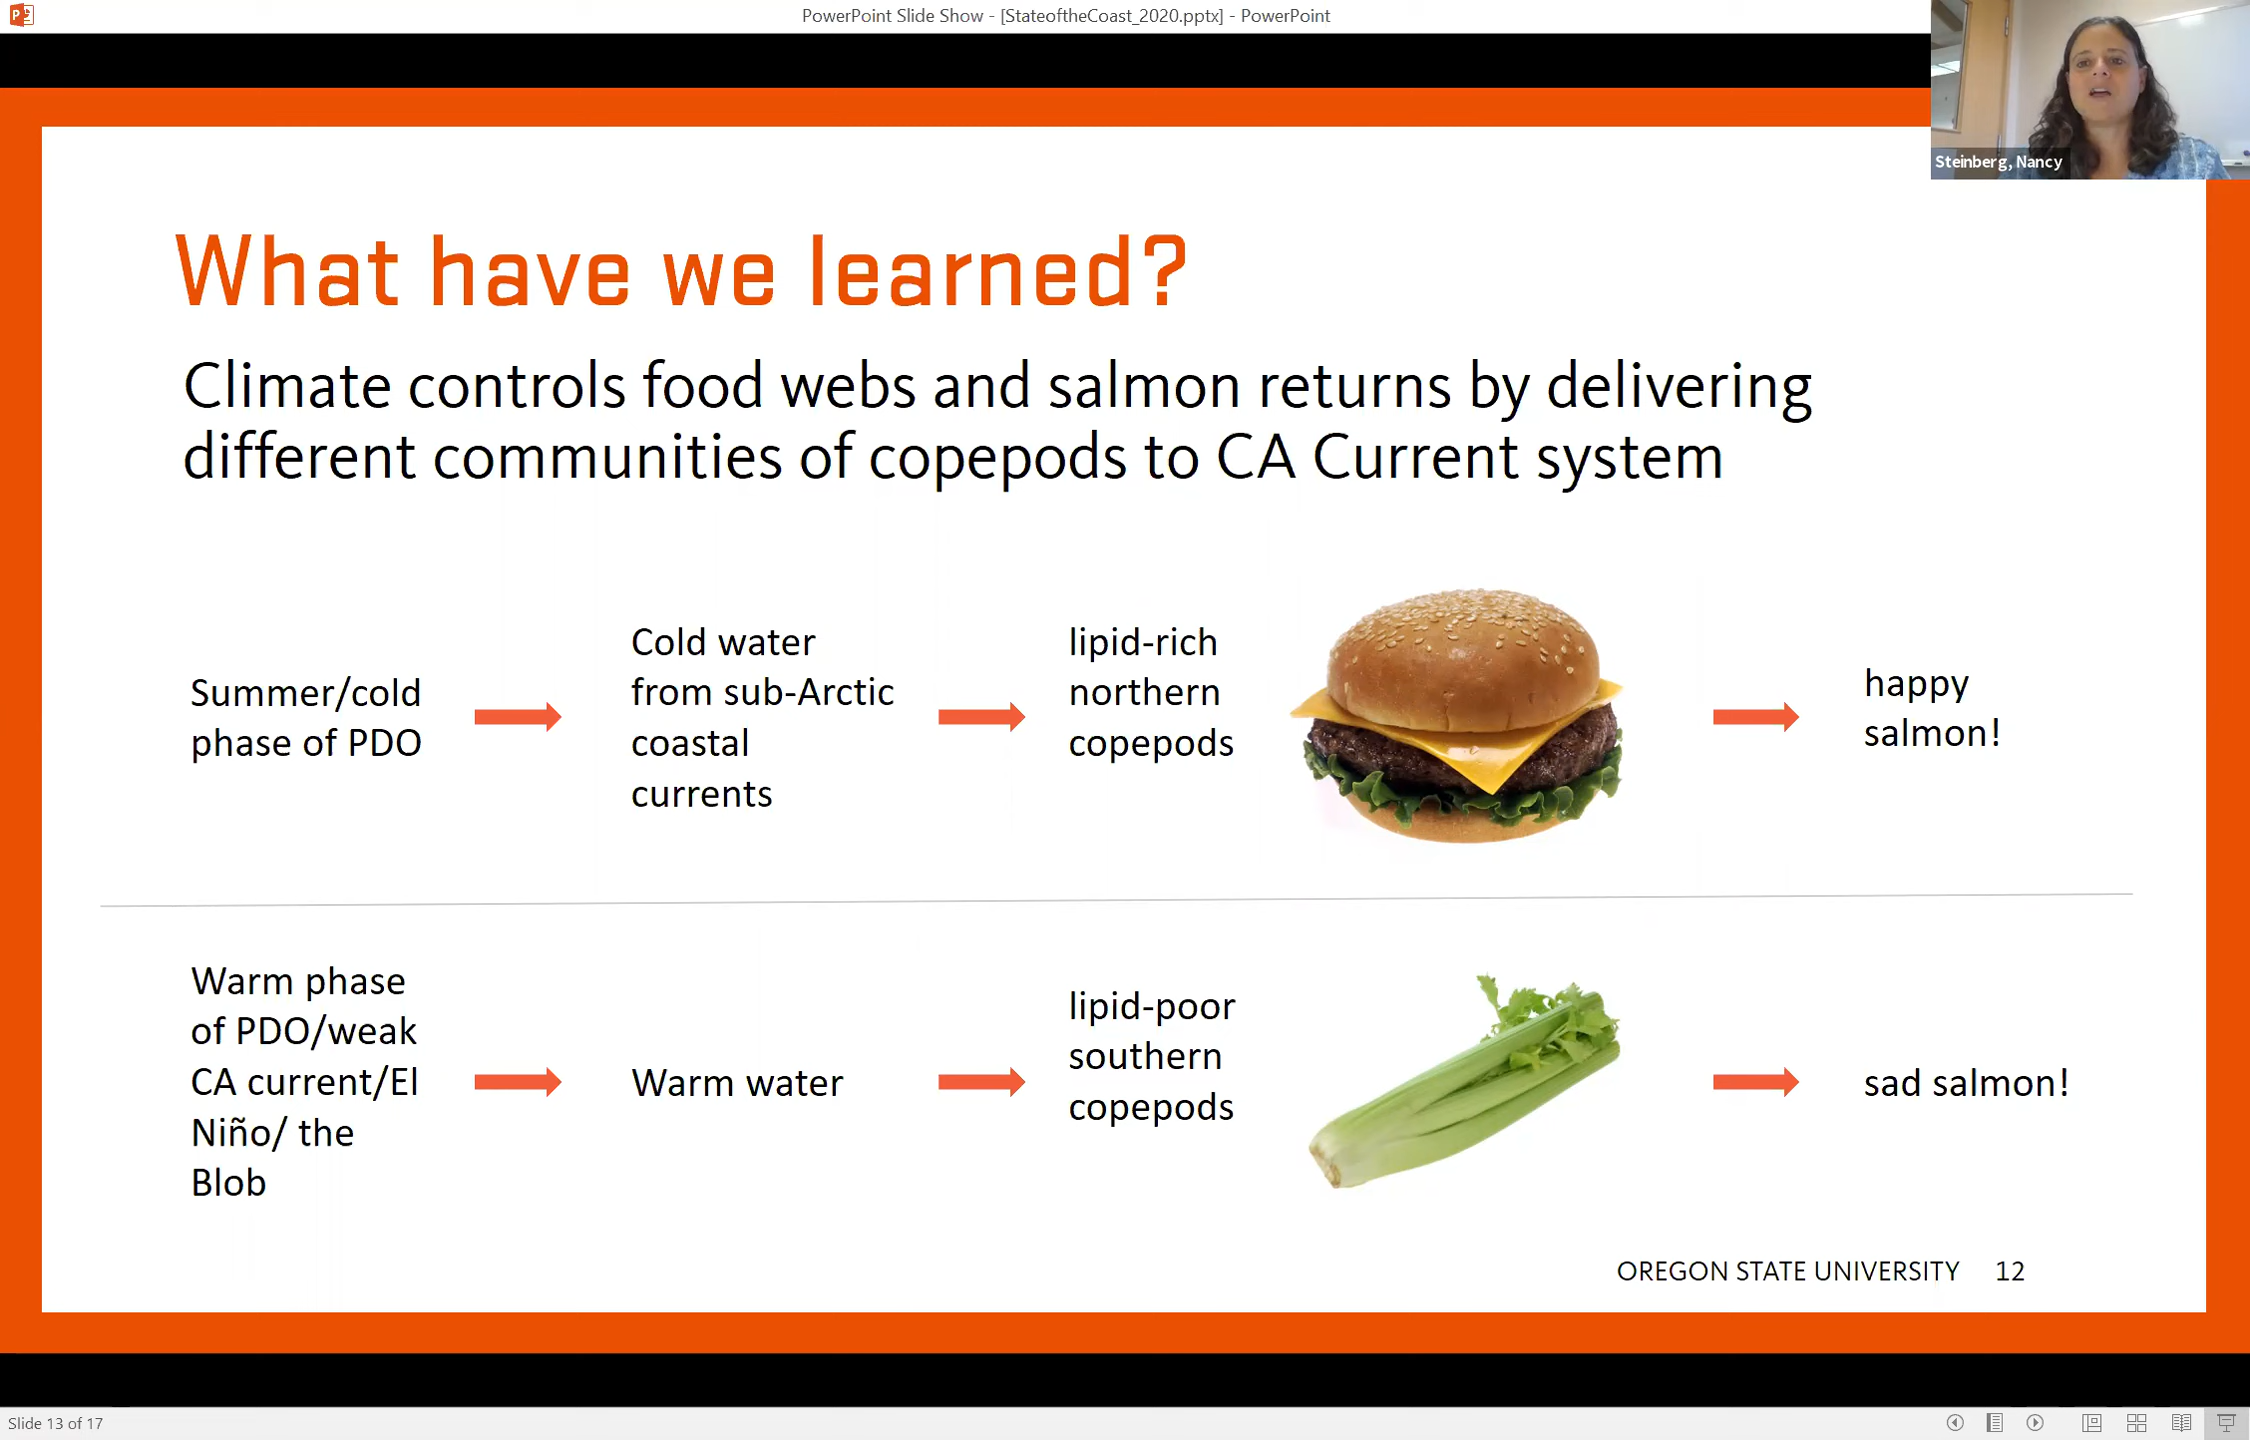 PowerPoint Slide Show - [StateoftheCoast_2020.pptx] - PowerPoint
Steinberg, Nancy
What have we learned?
Climate controls food webs and salmon returns by delivering
different communities of copepods to CA Current system
Summer/cold
phase of PDO
Cold water
from sub-Arctic
coastal
currents
lipid-rich
northern
copepods
happy
salmon!
Warm phase
of PDO/weak
CA current/El
Niño/ the
Blob
Warm water
lipid-poor
southern
copepods
sad salmon!
OREGON STATE UNIVERSITY 12
Slide 13 of 17